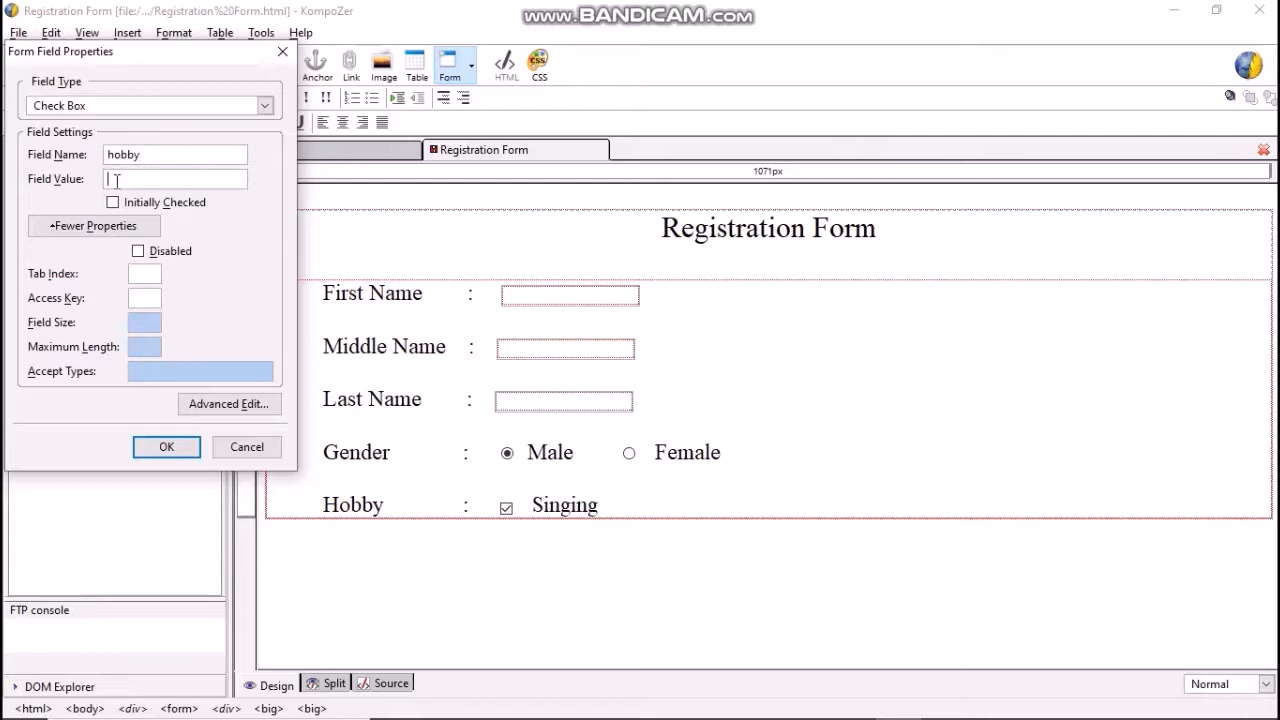 Registration Form [file:/.../Registration%20Form.html] - KompoZer
www.BANDICAM.com
File Edit View Insert Format Table Tools Help
Form Field Properties
Anchor Link Image Table Form HTML CSS
Field Type
Check Box
! !!
U
Field Settings
Field Name: hobby
Registration Form
Field Value:
1071px
Initially Checked
Fewer Properties
Registration Form
Disabled
Tab Index:
Access Key:
First Name :
Field Size:
Maximum Length:
Middle Name :
Accept Types:
Last Name :
Advanced Edit...
OK Cancel
Gender : Male Female
Hobby : Singing
FTP console
DOM Explorer
Design Split Source
Normal
<html> <body> <div> <form> <div> <big> <big>